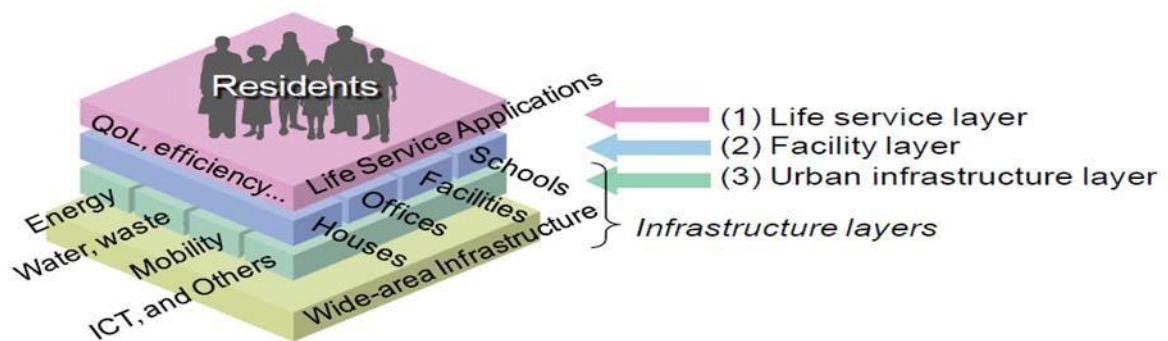 Residents
QoL, efficiency...
Life Service Applications
Schools
Facilities
Offices
Houses
Energy
Water, waste
Mobility
ICT, and Others
Wide-area Infrastructure
(1) Life service layer
(2) Facility layer
(3) Urban infrastructure layer
Infrastructure layers